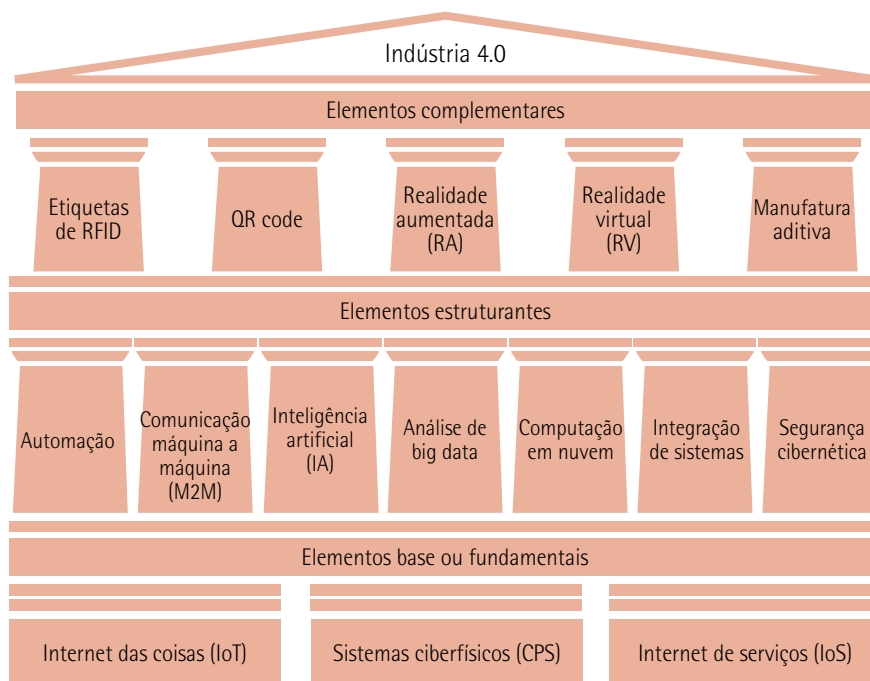 Indústria 4.0
Elementos complementares
Etiquetas
de RFID
QR code
Realidade
aumentada
(RA)
Realidade
virtual
(RV)
Manufatura
aditiva
Elementos estruturantes
Automação
Comunicação
máquina a
máquina
(M2M)
Inteligência
artificial
(IA)
Análise de
big data
Computação
em nuvem
Integração
de sistemas
Segurança
cibernética
Elementos base ou fundamentais
Internet das coisas (IoT)
Sistemas ciberfísicos (CPS)
Internet de serviços (IoS)